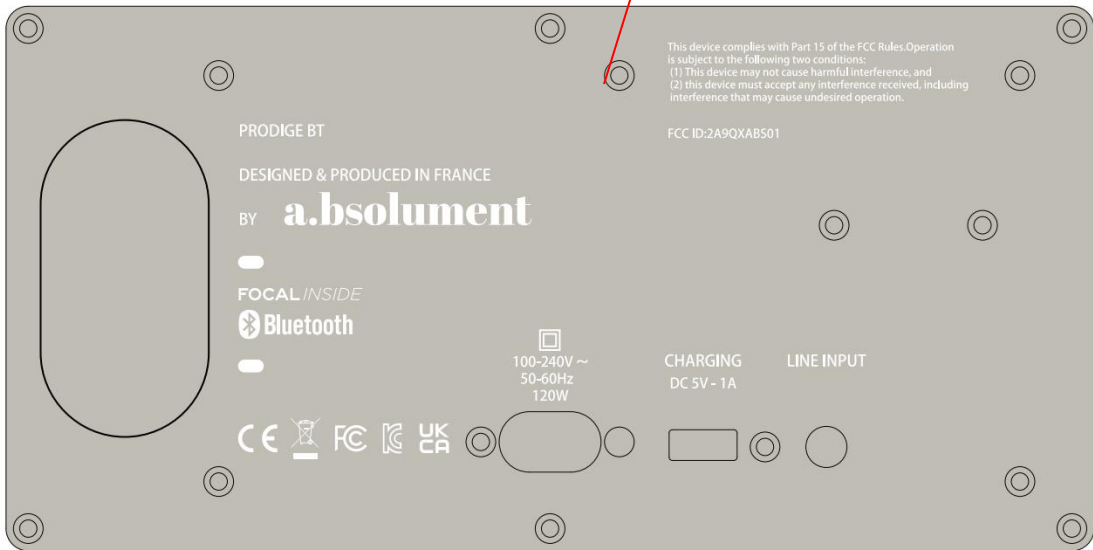 This device complies with Part 15 of the FCC Rules.Operation
is subject to the following two conditions:
(1) This device may not cause harmful interference, and
(2) this device must accept any interference received, including
interference that may cause undesired operation.
FCC ID:2A9QXABS01
PRODIGE BT
DESIGNED & PRODUCED IN FRANCE
BY a.bsolument
FOCAL INSIDE
Bluetooth
100-240V ~
50-60Hz
120W
CHARGING
DC 5V - 1A
LINE INPUT
CE FC KC UK
CA